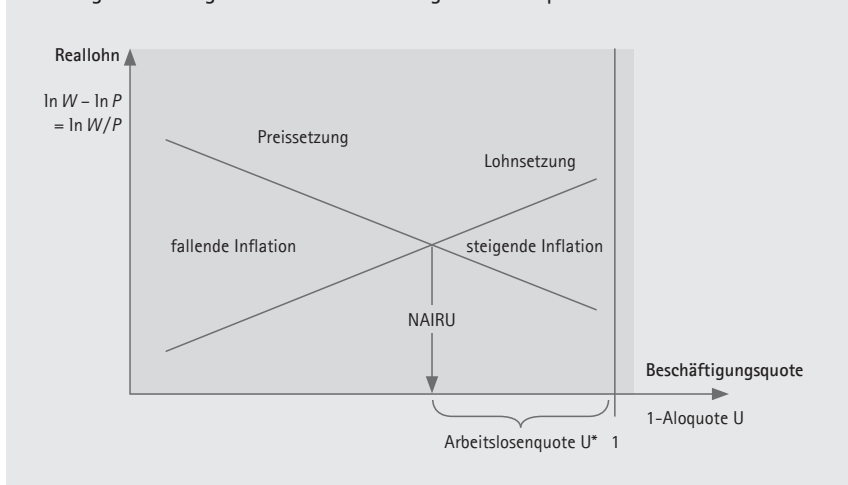 Reallohn
ln W – ln P
= ln W/P
Preissetzung
Lohnsetzung
fallende Inflation
steigende Inflation
NAIRU
Beschäftigungsquote
1-Aloquote U
Arbeitslosenquote U* 1